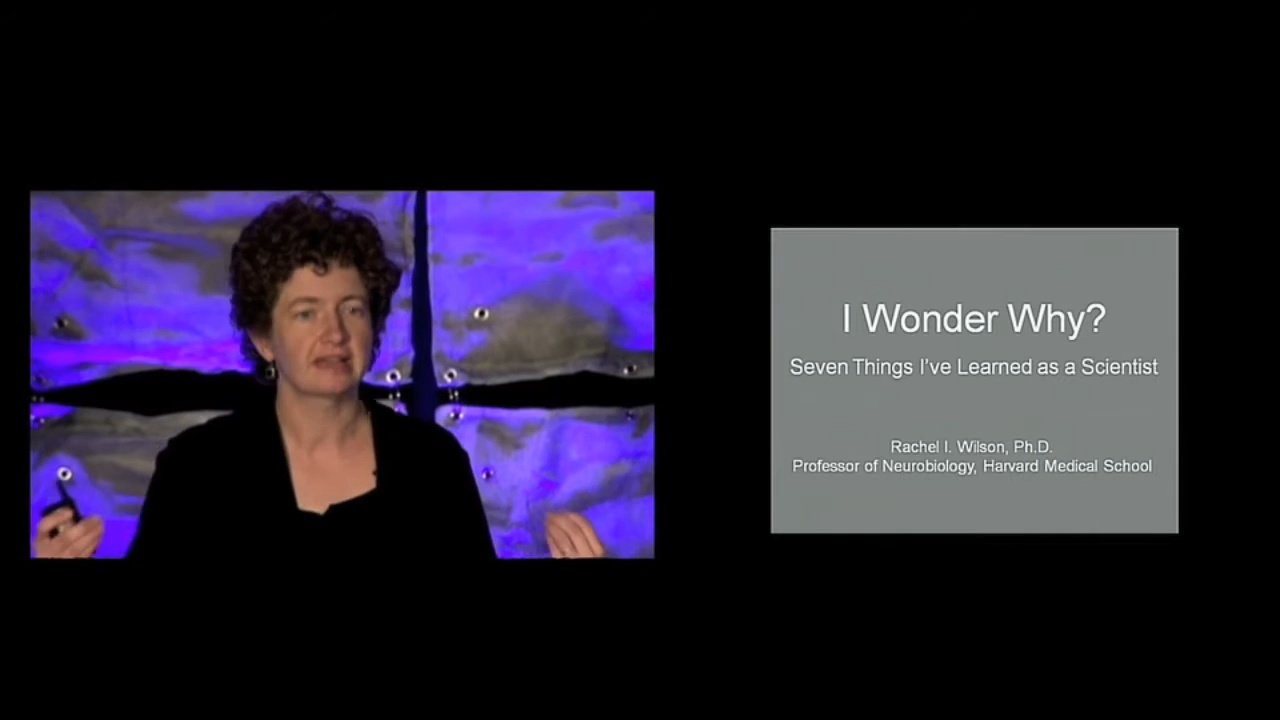 I Wonder Why?
Seven Things I've Learned as a Scientist
Rachel I. Wilson, Ph.D.
Professor of Neurobiology, Harvard Medical School